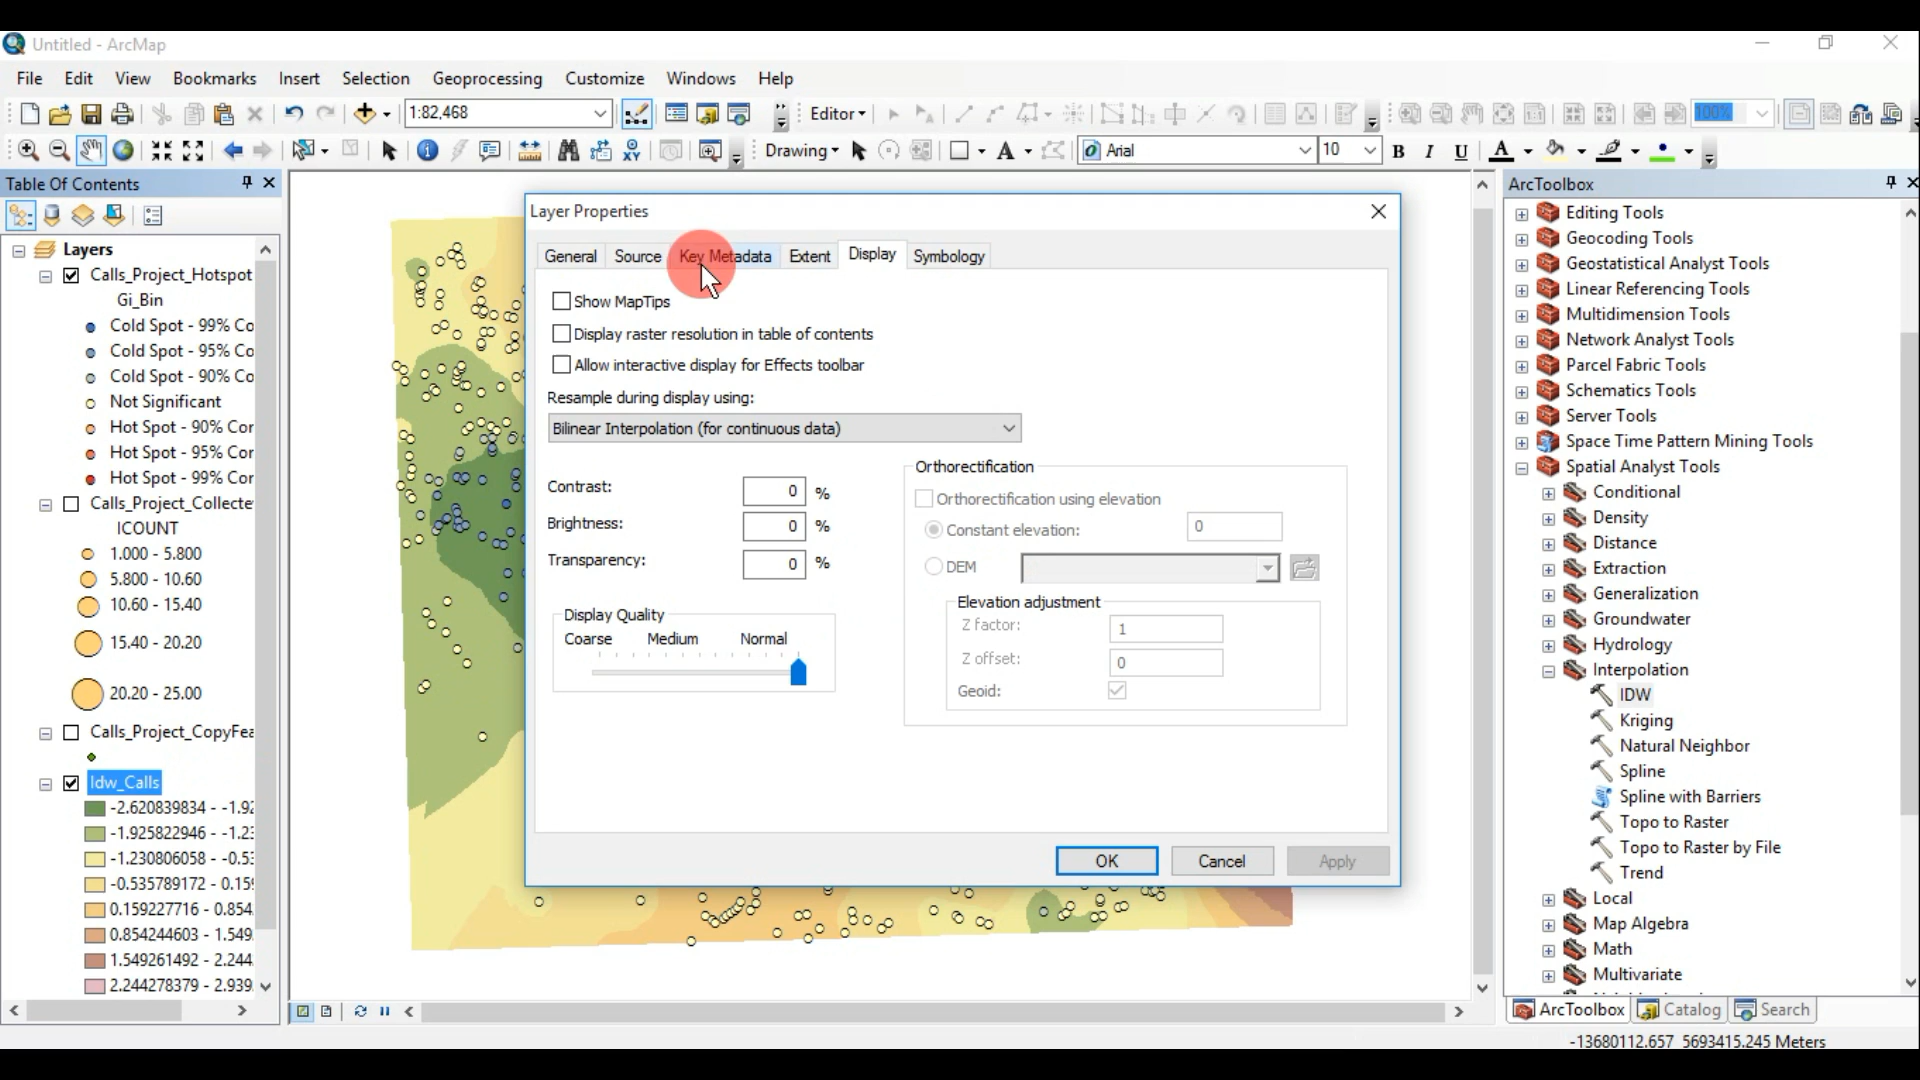 Untitled - ArcMap
File Edit View Bookmarks Insert Selection Geoprocessing Customize Windows Help
1:82,468 Editor 100%
Drawing Arial 10 B I U A
Table Of Contents
Layers
Calls_Project_Hotspot
Gi_Bin
Cold Spot - 99% Co
Cold Spot - 95% Co
Cold Spot - 90% Co
Not Significant
Hot Spot - 90% Cor
Hot Spot - 95% Cor
Hot Spot - 99% Cor
Calls_Project_Collecte
ICOUNT
1.000 - 5.800
5.800 - 10.60
10.60 - 15.40
15.40 - 20.20
20.20 - 25.00
Calls_Project_CopyFea
Idw_Calls
-2.620839834 - -1.92
-1.925822946 - -1.23
-1.230806058 - -0.53
-0.535789172 - 0.159
0.159227716 - 0.854
0.854244603 - 1.549
1.549261492 - 2.244
2.244278379 - 2.939
Layer Properties
General Source Key Metadata Extent Display Symbology
Show MapTips
Display raster resolution in table of contents
Allow interactive display for Effects toolbar
Resample during display using:
Bilinear Interpolation (for continuous data)
Contrast: 0 %
Brightness: 0 %
Transparency: 0 %
Display Quality
Coarse Medium Normal
Orthorectification
Orthorectification using elevation
Constant elevation: 0
DEM
Elevation adjustment
Z factor: 1
Z offset: 0
Geoid:
OK Cancel Apply
ArcToolbox
Editing Tools
Geocoding Tools
Geostatistical Analyst Tools
Linear Referencing Tools
Multidimension Tools
Network Analyst Tools
Parcel Fabric Tools
Schematics Tools
Server Tools
Space Time Pattern Mining Tools
Spatial Analyst Tools
Conditional
Density
Distance
Extraction
Generalization
Groundwater
Hydrology
Interpolation
IDW
Kriging
Natural Neighbor
Spline
Spline with Barriers
Topo to Raster
Topo to Raster by File
Trend
Local
Map Algebra
Math
Multivariate
ArcToolbox Catalog Search
-13680112.657 5693415.245 Meters